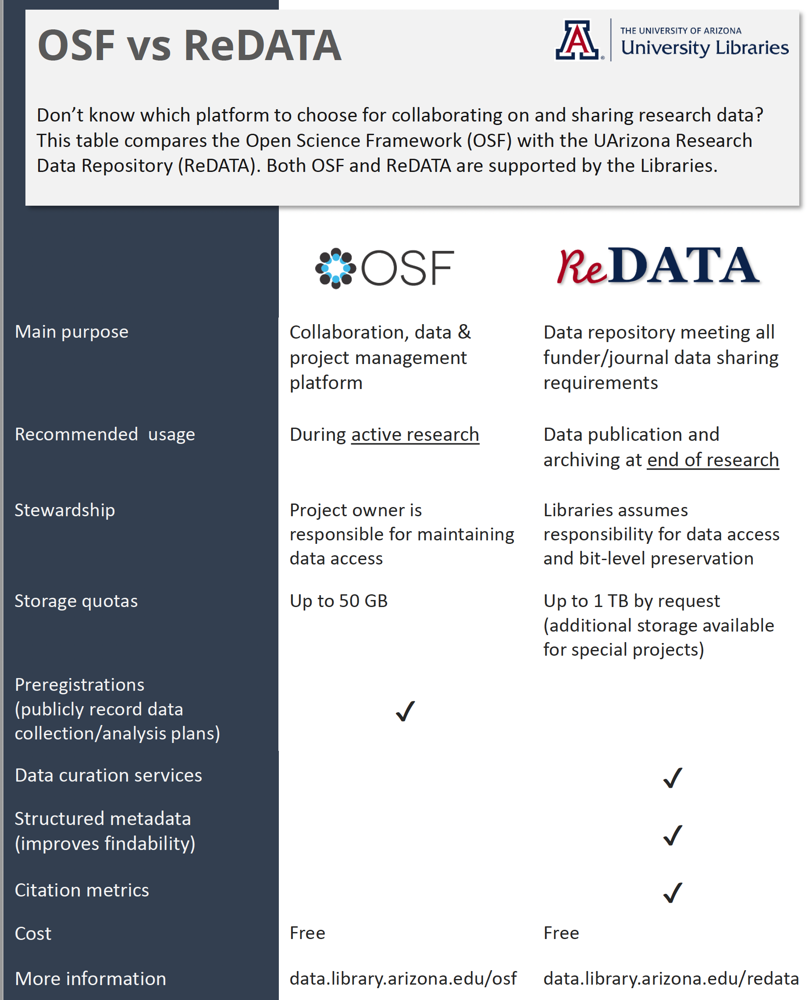 OSF vs ReDATA
A
®
THE UNIVERSITY OF ARIZONA
University Libraries
Don’t know which platform to choose for collaborating on and sharing research data?
This table compares the Open Science Framework (OSF) with the UArizona Research
Data Repository (ReDATA). Both OSF and ReDATA are supported by the Libraries.
OSF
ReDATA
Main purpose
Collaboration, data &
project management
platform
Data repository meeting all
funder/journal data sharing
requirements
Recommended  usage
During active research
Data publication and
archiving at end of research
Stewardship
Project owner is
responsible for maintaining
data access
Libraries assumes
responsibility for data access
and bit-level preservation
Storage quotas
Up to 50 GB
Up to 1 TB by request
(additional storage available
for special projects)
Preregistrations
(publicly record data
collection/analysis plans)
✓
Data curation services
✓
Structured metadata
(improves findability)
✓
Citation metrics
✓
Cost
Free
Free
More information
data.library.arizona.edu/osf
data.library.arizona.edu/redata